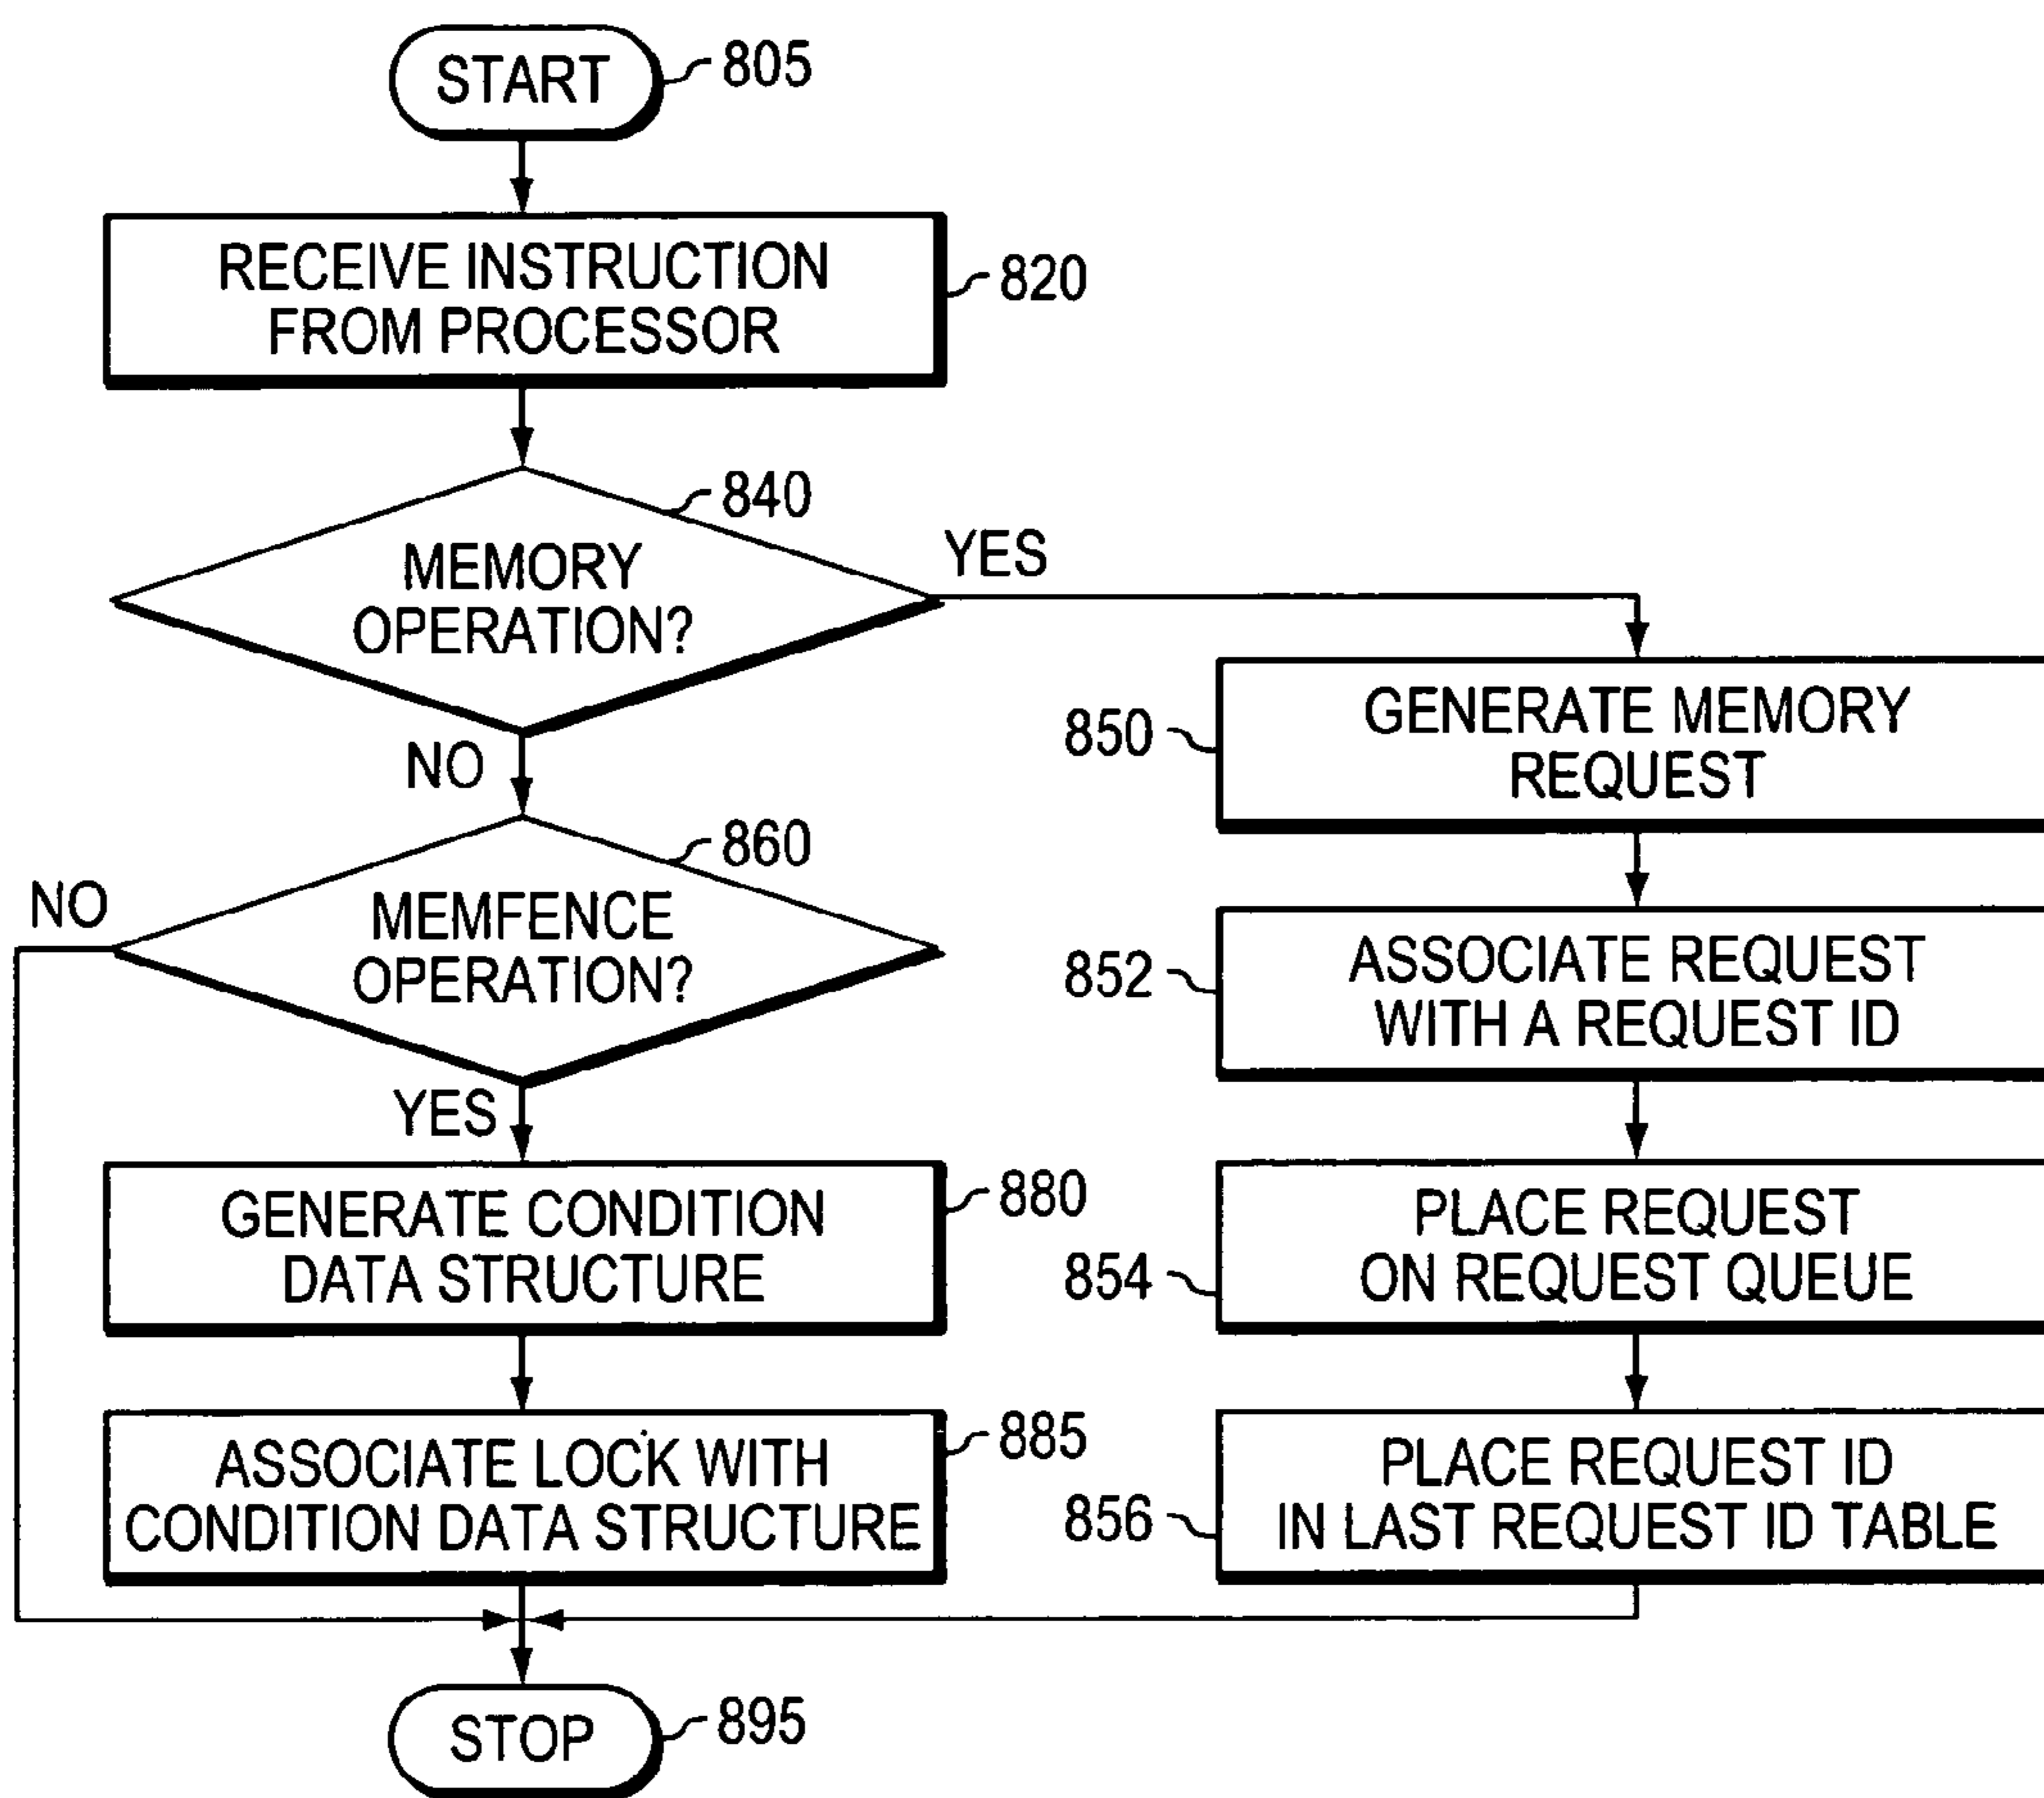 START
805
RECEIVE INSTRUCTION
FROM PROCESSOR
820
840
MEMORY
OPERATION?
YES
NO
850
GENERATE MEMORY
REQUEST
852
ASSOCIATE REQUEST
WITH A REQUEST ID
854
PLACE REQUEST
ON REQUEST QUEUE
856
PLACE REQUEST ID
IN LAST REQUEST ID TABLE
860
MEMFENCE
OPERATION?
NO
YES
GENERATE CONDITION
DATA STRUCTURE
880
ASSOCIATE LOCK WITH
CONDITION DATA STRUCTURE
885
STOP
895